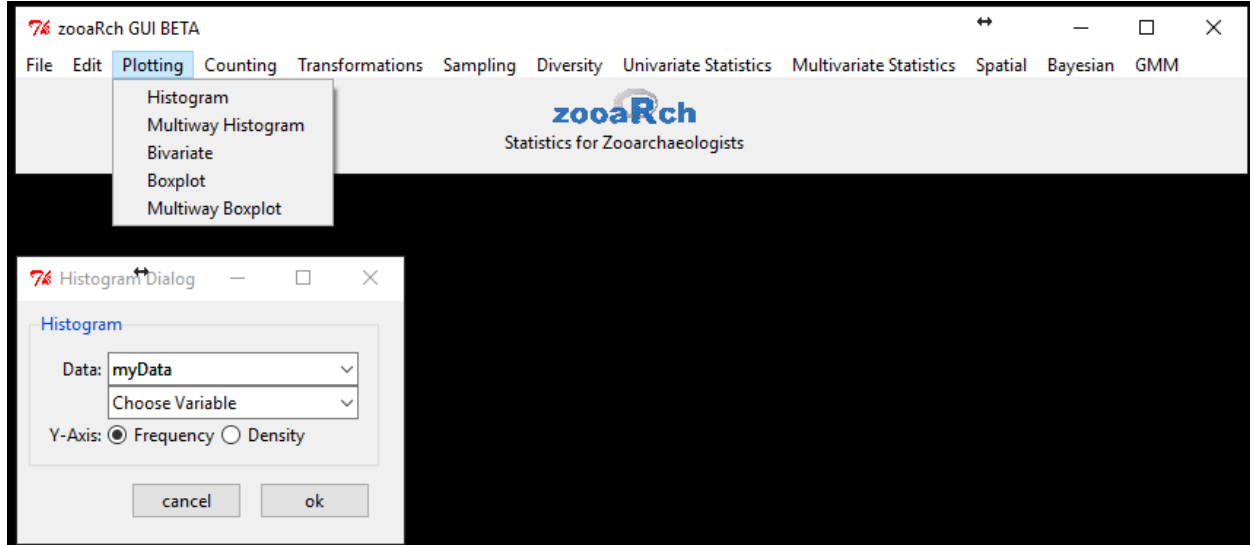 zooaRch GUI BETA
File Edit Plotting Counting Transformations Sampling Diversity Univariate Statistics Multivariate Statistics Spatial Bayesian GMM
Histogram
Multiway Histogram
Bivariate
Boxplot
Multiway Boxplot
zooaRch
Statistics for Zooarchaeologists
Histogram Dialog
Histogram
Data: myData
Choose Variable
Y-Axis: Frequency Density
cancel ok